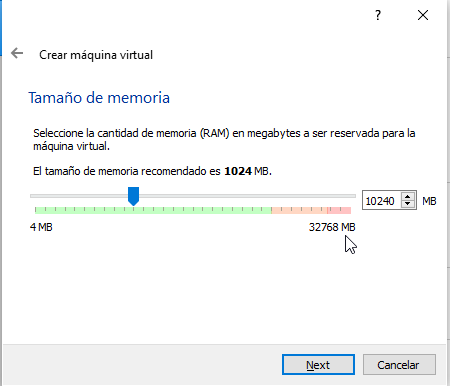 ?
Crear máquina virtual
Tamaño de memoria
Seleccione la cantidad de memoria (RAM) en megabytes a ser reservada para la
máquina virtual.
El tamaño de memoria recomendado es 1024 MB.
10240 MB
4 MB 32768 MB
Next Cancelar